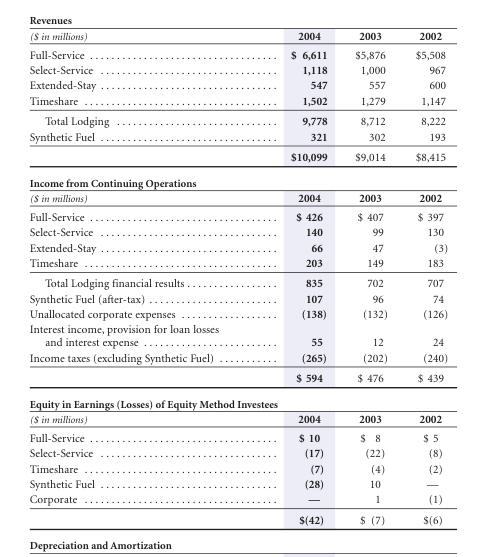 Revenues
($ in millions) 2004 2003 2002
Full-Service $ 6,611 $5,876 $5,508
Select-Service 1,118 1,000 967
Extended-Stay 547 557 600
Timeshare 1,502 1,279 1,147
Total Lodging 9,778 8,712 8,222
Synthetic Fuel 321 302 193
$10,099 $9,014 $8,415
Income from Continuing Operations
($ in millions) 2004 2003 2002
Full-Service $ 426 $ 407 $ 397
Select-Service 140 99 130
Extended-Stay 66 47 (3)
Timeshare 203 149 183
Total Lodging financial results 835 702 707
Synthetic Fuel (after-tax) 107 96 74
Unallocated corporate expenses (138) (132) (126)
Interest income, provision for loan losses
and interest expense 55 12 24
Income taxes (excluding Synthetic Fuel) (265) (202) (240)
$ 594 $ 476 $ 439
Equity in Earnings (Losses) of Equity Method Investees
($ in millions) 2004 2003 2002
Full-Service $ 10 $ 8 $ 5
Select-Service (17) (22) (8)
Timeshare (7) (4) (2)
Synthetic Fuel (28) 10 —
Corporate — 1 (1)
$(42) $ (7) $(6)
Depreciation and Amortization